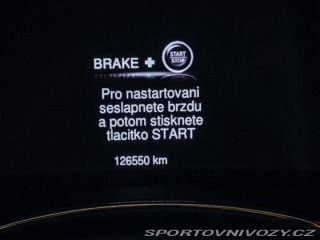 BRAKE + START STOP
Pro nastartovani
seslapnete brzdu
a potom stisknete
tlacitko START
126550 km
SPORTOVNIVOZY.CZ